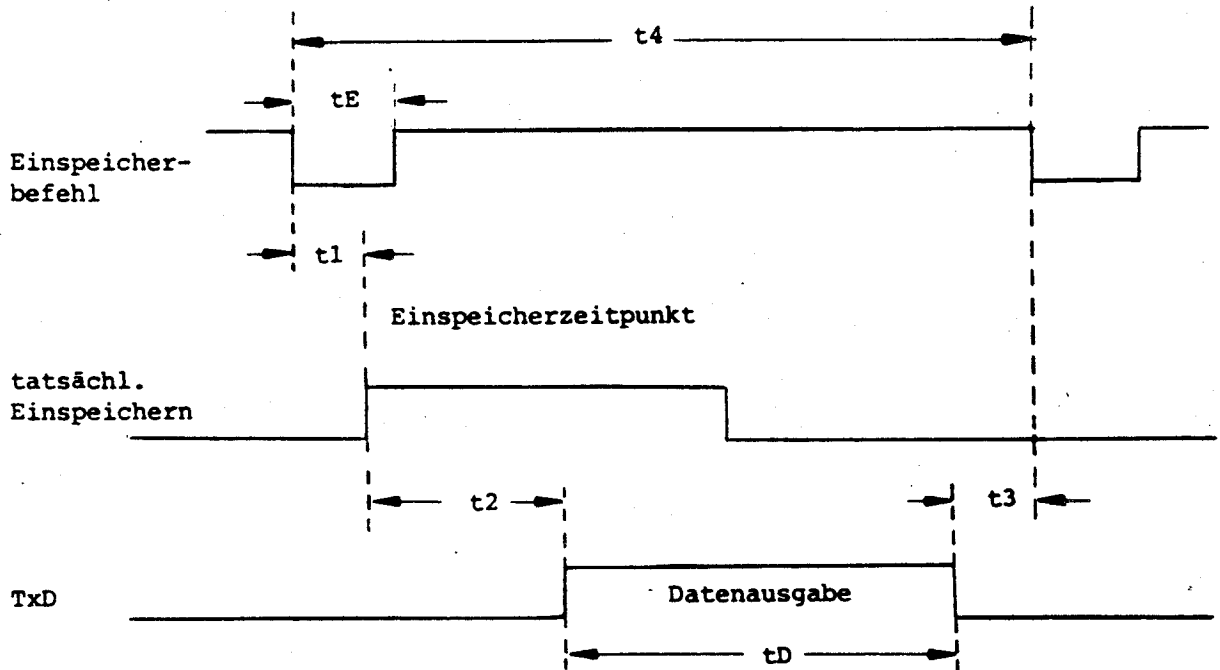 t4
tE
Einspeicher-
befehl
t1
Einspeicherzeitpunkt
tatsächl.
Einspeichern
t2
t3
TxD
Datenausgabe
tD